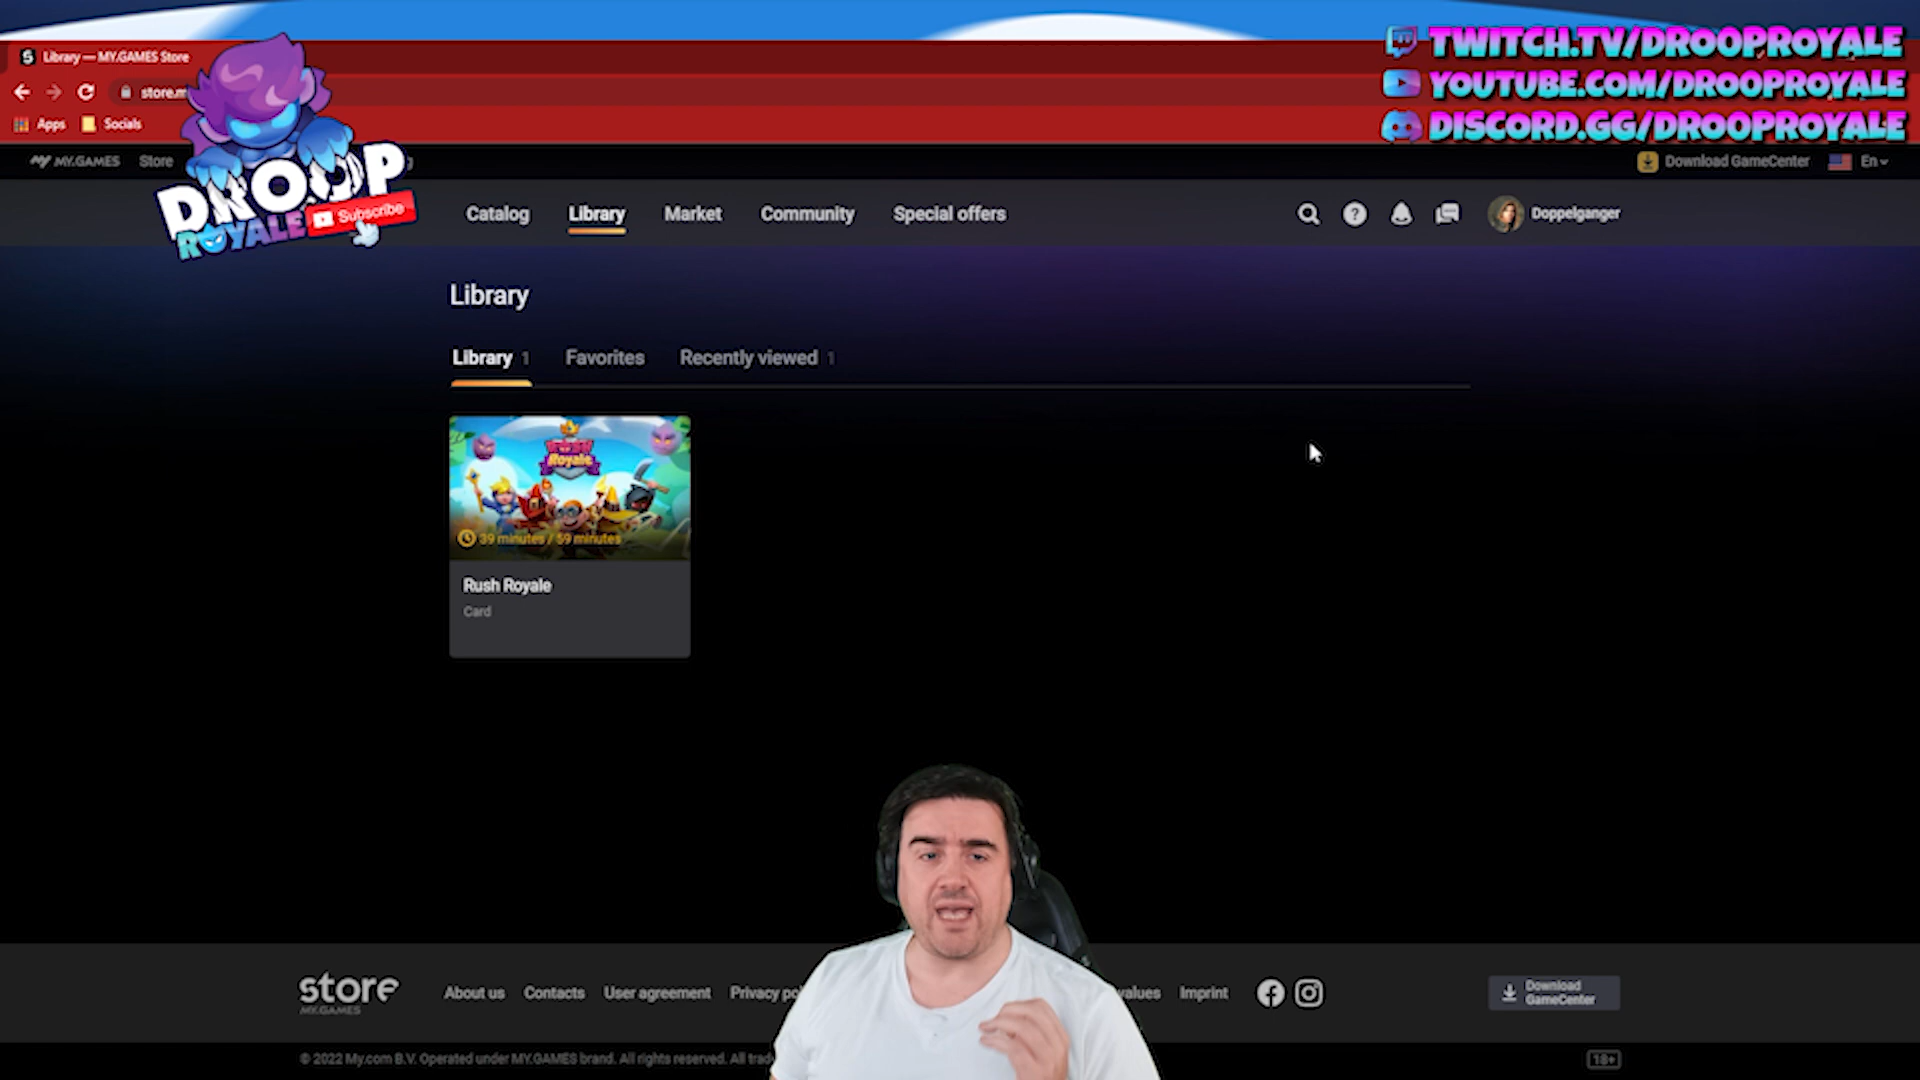 Library — MY.GAMES Store
TWITCH.TV/DROOPROYALE
YOUTUBE.COM/DROOPROYALE
DISCORD.GG/DROOPROYALE
store.m
Apps
Socials
MY.GAMES
Store
DROOP
ROYALE
Subscribe
Download GameCenter
En
Catalog
Library
Market
Community
Special offers
Doppelganger
Library
Library 1
Favorites
Recently viewed 1
RUSH
Royale
39 minutes / 59 minutes
Rush Royale
Card
store
MY.GAMES
About us
Contacts
User agreement
Privacy po
values
Imprint
Download
GameCenter
© 2022 My.com B.V. Operated under MY.GAMES brand. All rights reserved. All trad
18+